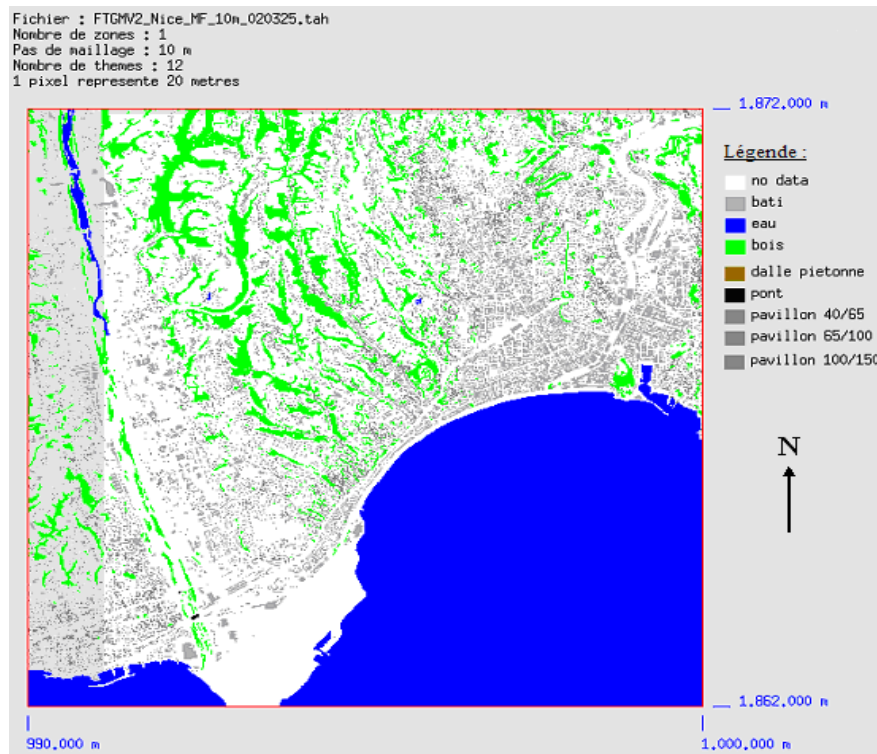 Fichier : FTGMV2_Nice_MF_10m_020325.tah
Nombre de zones : 1
Pas de maillage : 10 m
Nombre de themes : 12
1 pixel represente 20 metres
1.872.000 m
Légende :
no data
bati
eau
bois
dalle pietonne
pont
pavillon 40/65
pavillon 65/100
pavillon 100/150
N
1.862.000 m
990.000 m
1.000.000 m